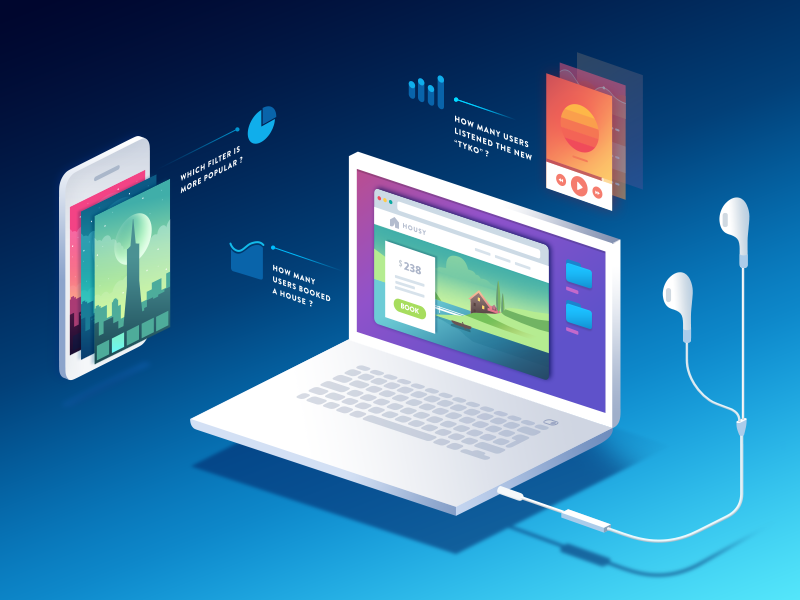 HOW MANY USERS
LISTENED THE NEW
"TYKO" ?
WHICH FILTER IS
MORE POPULAR ?
HOUSY
$ 238
BOOK
HOW MANY
USERS BOOKED
A HOUSE ?